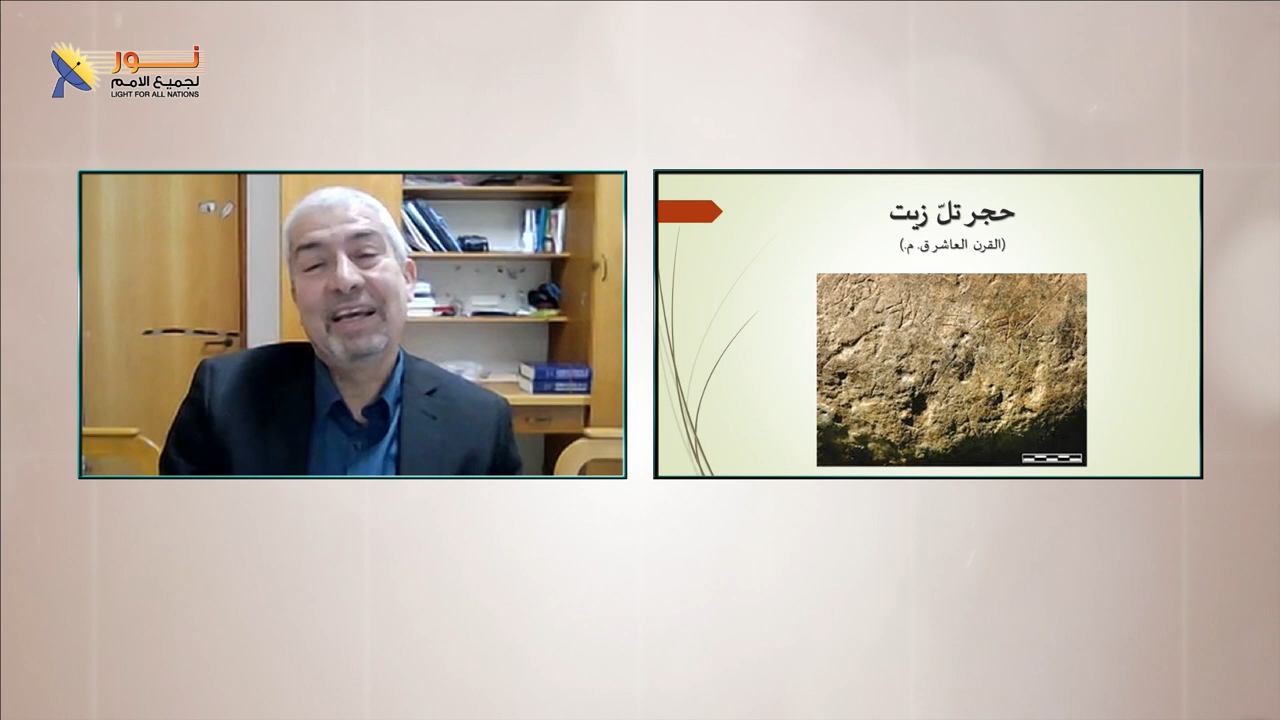 نور
لجميع الامم
LIGHT FOR ALL NATIONS
حجر تلّ زيت
(القرن العاشر ق. م.)